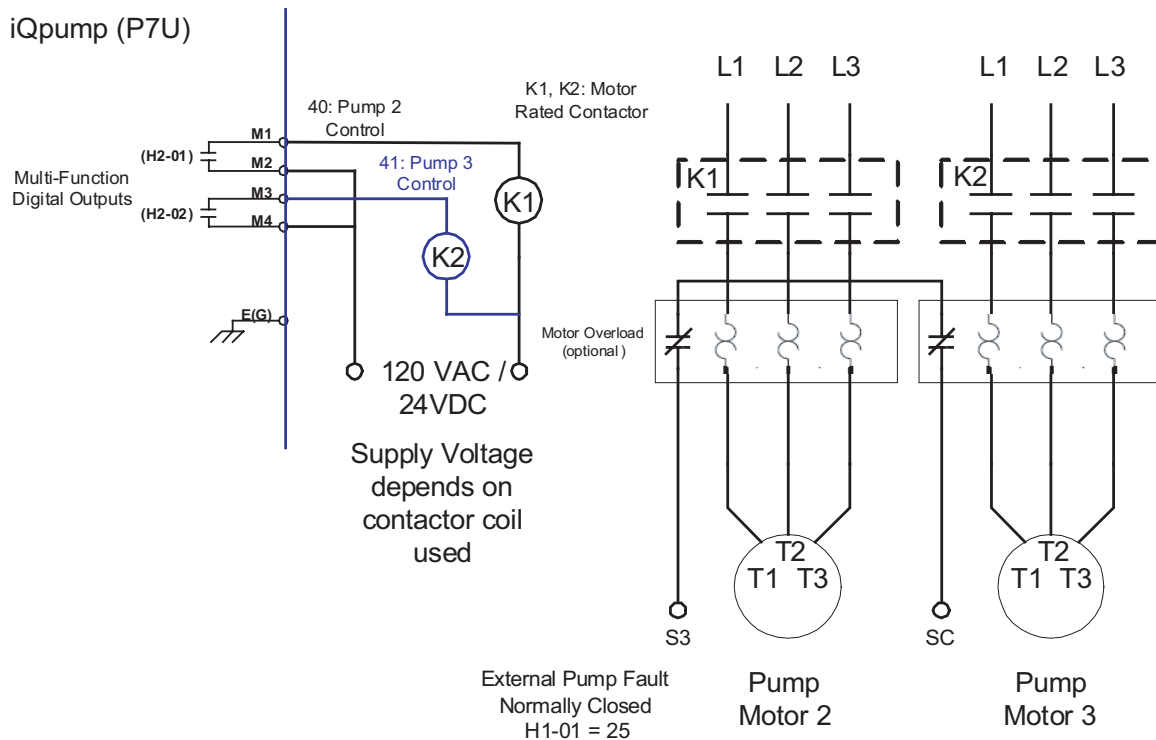 iQpump (P7U)
40: Pump 2
Control
K1, K2: Motor
Rated Contactor
L1 L2 L3
L1 L2 L3
M1
(H2-01)
M2
41: Pump 3
Control
Multi-Function
Digital Outputs
M3
(H2-02)
M4
K1
K2
K1
K2
E(G)
Motor Overload
(optional )
120 VAC /
24VDC
Supply Voltage
depends on
contactor coil
used
T2
T1 T3
T2
T1 T3
S3
SC
External Pump Fault
Normally Closed
H1-01 = 25
Pump
Motor 2
Pump
Motor 3